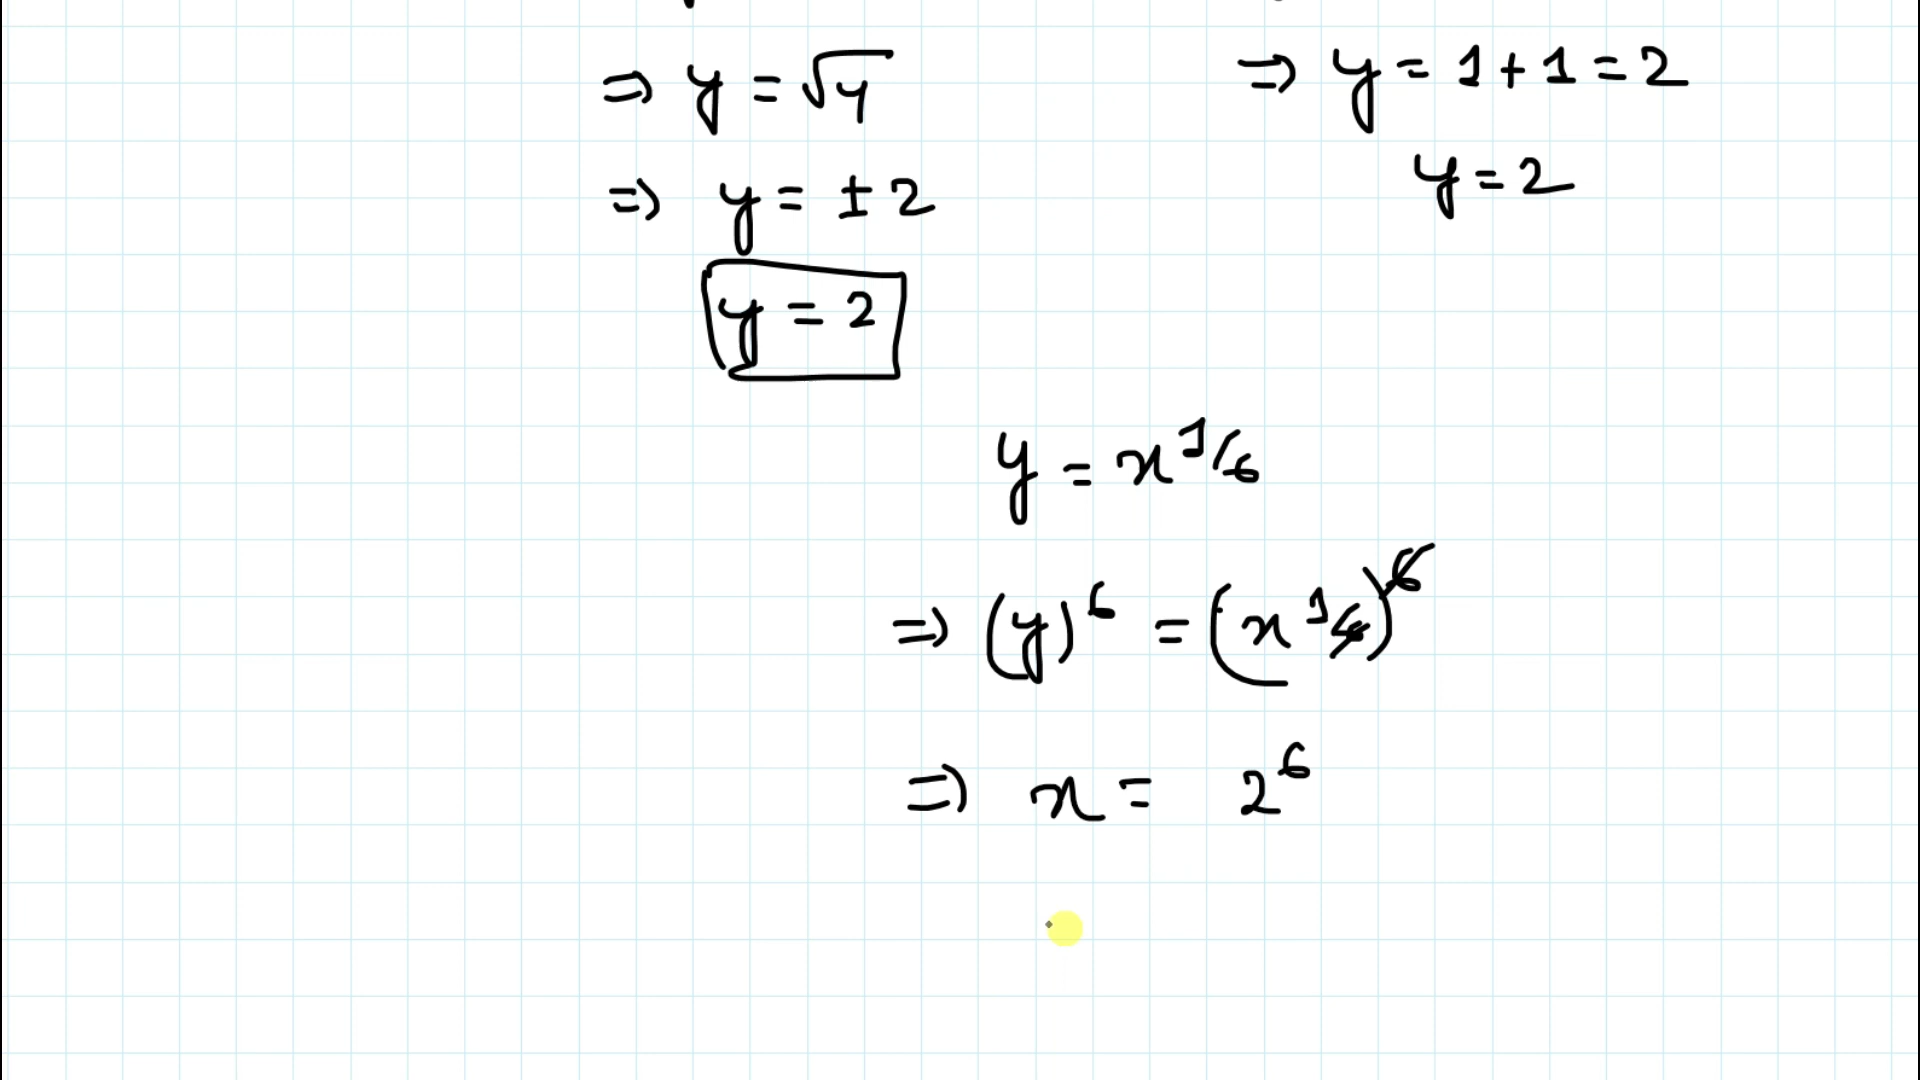 ⇒ y = √4
⇒ y = ± 2
y = 2
⇒ y = 1 + 1 = 2
y = 2
y = x^1/6
⇒ (y)^6 = (x^1/6)^6
⇒ x = 2^6